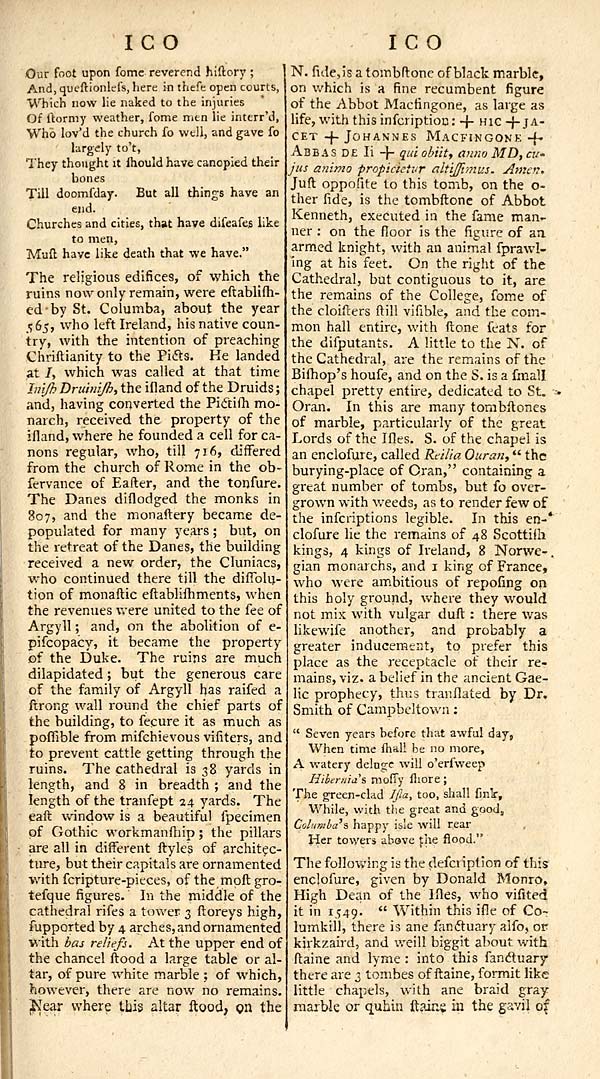 ICO
Our foot upon ſome reverend hiſtory ;
And, queſtionleſs, here in theſe open courts,
Which now lie naked to the injuries
Of ſtormy weather, ſome men lie interr'd,
Who lov'd the church ſo well, and gave ſo
largely to't,
They thought it ſhould have canopied their
bones
Till doomſday. But all things have an
end.
Churches and cities, that have diſeaſes like
to men,
Muſt have like death that we have."
The religious edifices, of which the
ruins now only remain, were eſtabliſh-
ed by St. Columba, about the year
565, who left Ireland, his native coun-
try, with the intention of preaching
Chriſtianity to the Picts. He landed
at I, which was called at that time
Iniſh Druiniſh, the iſland of the Druids;
and, having converted the Pictiſh mo-
narch, received the property of the
iſland, where he founded a cell for ca-
nons regular, who, till 716, differed
from the church of Rome in the ob-
ſervance of Eaſter, and the tonſure.
The Danes diſlodged the monks in
807, and the monaſtery became de-
populated for many years; but, on
the retreat of the Danes, the building
received a new order, the Cluniacs,
who continued there till the diſſolu-
tion of monaſtic eſtabliſhments, when
the revenues were united to the ſee of
Argyll; and, on the abolition of e-
piſcopacy, it became the property
of the Duke. The ruins are much
dilapidated; but the generous care
of the family of Argyll has raiſed a
ſtrong wall round the chief parts of
the building, to ſecure it as much as
poſſible from miſchievous viſiters, and
to prevent cattle getting through the
ruins. The cathedral is 38 yards in
length, and 8 in breadth ; and the
length of the tranſept 24 yards. The
eaſt window is a beautiful ſpecimen
of Gothic workmanſhip ; the pillars
are all in different ſtyles of architec-
ture, but their capitals are ornamented
with ſcripture-pieces, of the moſt gro-
teſque figures. In the middle of the
cathedral riſes a tower 3 ſtoreys high,
ſupported by 4 arches, and ornamented
with bas reliefs. At the upper end of
the chancel ſtood a large table or al-
tar, of pure white marble; of which,
however, there are now no remains.
Near where this altar ſtood, on the
ICO
N. ſide, is a tombſtone of black marble,
on which is a fine recumbent figure
of the Abbot Macfingone, as large as
life, with this inſcription: + HIC + JA-
CET + JOHANNES MACFINGONE +
ABBAS DE Ii + qui obiit, anno MD, cu-
jus animo propicietur altiſſimus. Amen.
Juſt oppoſite to this tomb, on the o-
ther ſide, is the tombſtone of Abbot
Kenneth, executed in the ſame man-
ner : on the floor is the figure of an
armed knight, with an animal ſprawl-
ing at his feet. On the right of the
Cathedral, but contiguous to it, are
the remains of the College, ſome of
the cloiſters ſtill viſible, and the com-
mon hall entire, with ſtone ſeats for
the diſputants. A little to the N. of
the Cathedral, are the remains of the
Biſhop's houſe, and on the S. is a ſmall
chapel pretty entire, dedicated to St.
Oran. In this are many tombſtones
of marble, particularly of the great
Lords of the Iſles. S. of the chapel is
an encloſure, called Reilia Ouran, " the
burying-place of Oran," containing a
great number of tombs, but ſo over-
grown with weeds, as to render few of
the inſcriptions legible. In this en-
cloſure lie the remains of 48 Scottiſh
kings, 4 kings of Ireland, 8 Norwe-
gian monarchs, and 1 king of France,
who were ambitious of repoſing on
this holy ground, where they would
not mix with vulgar duſt : there was
likewiſe another, and probably a
greater inducement, to prefer this
place as the receptacle of their re-
mains, viz. a belief in the ancient Gae-
lic prophecy, thus tranſlated by Dr.
Smith of Campbeltown :
" Seven years before that awful day,
When time ſhall be no more,
A watery deluge will o'erſweep
Hibernia's moſſy ſhore ;
The green-clad Iſla, too, ſhall ſink,
While, with the great and good,
Columba's happy iſle will rear
Her towers above the flood."
The following is the deſcription of this
encloſure, given by Donald Monro,
High Dean of the Iſles, who viſited
it in 1549. " Within this iſle of Co-
lumkill, there is ane ſanctuary alſo, or
kirkzaird, and weill biggit about with
ſtaine and lyme : into this ſanctuary
there are 3 tombes of ſtaine, formit like
little chapels, with ane braid gray
marble or quhin ſtaine in the gavil of